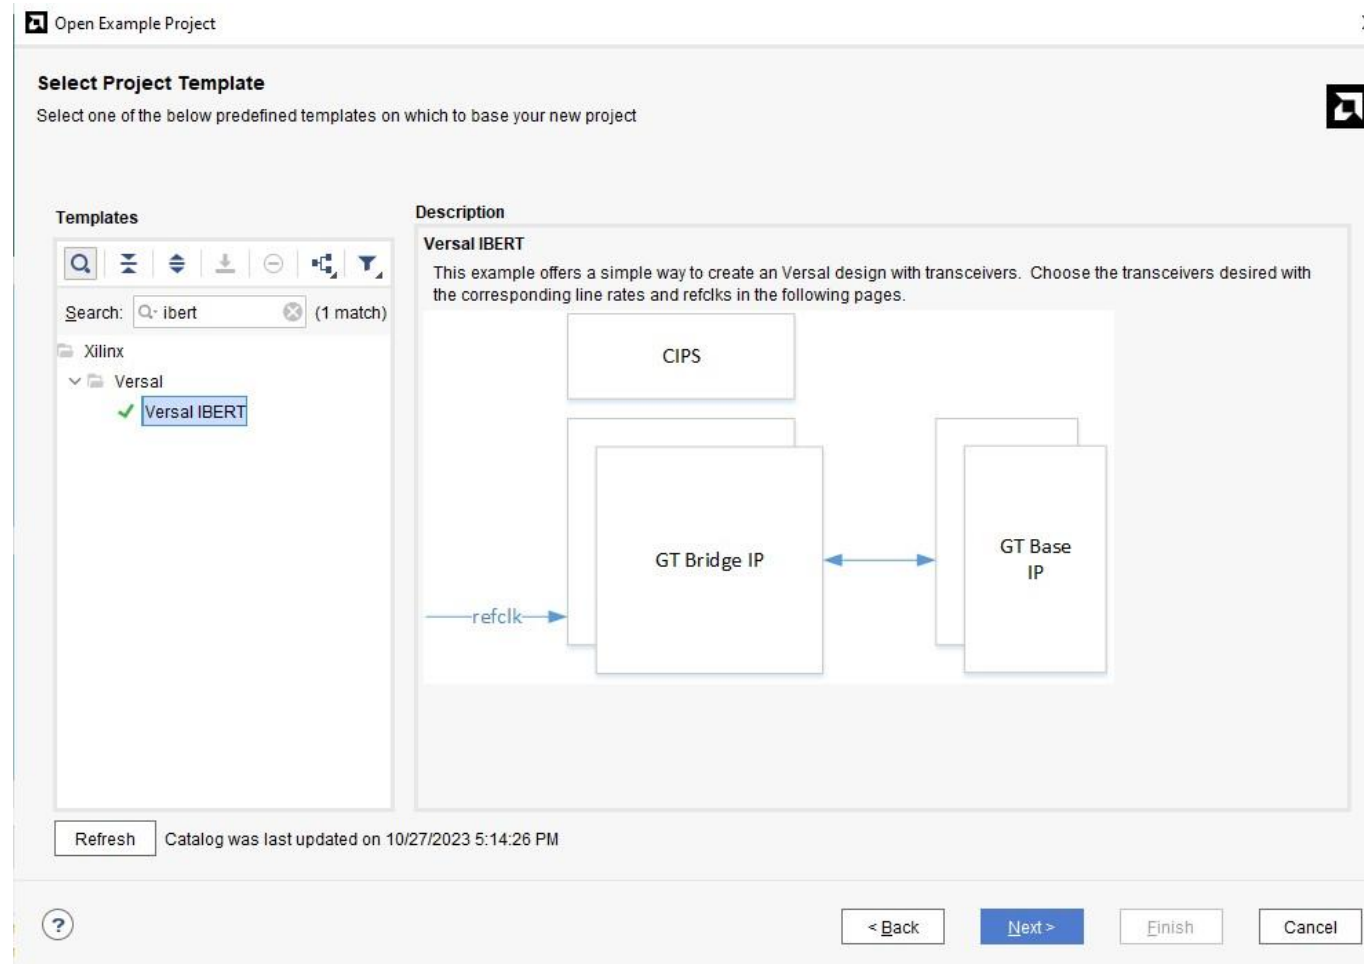 Open Example Project
Select Project Template
Select one of the below predefined templates on which to base your new project
Templates
Search: ibert (1 match)
Xilinx
Versal
Versal IBERT
Description
Versal IBERT
This example offers a simple way to create an Versal design with transceivers. Choose the transceivers desired with
the corresponding line rates and refclks in the following pages.
CIPS
GT Bridge IP
GT Base
IP
refclk
Refresh Catalog was last updated on 10/27/2023 5:14:26 PM
? < Back Next > Finish Cancel